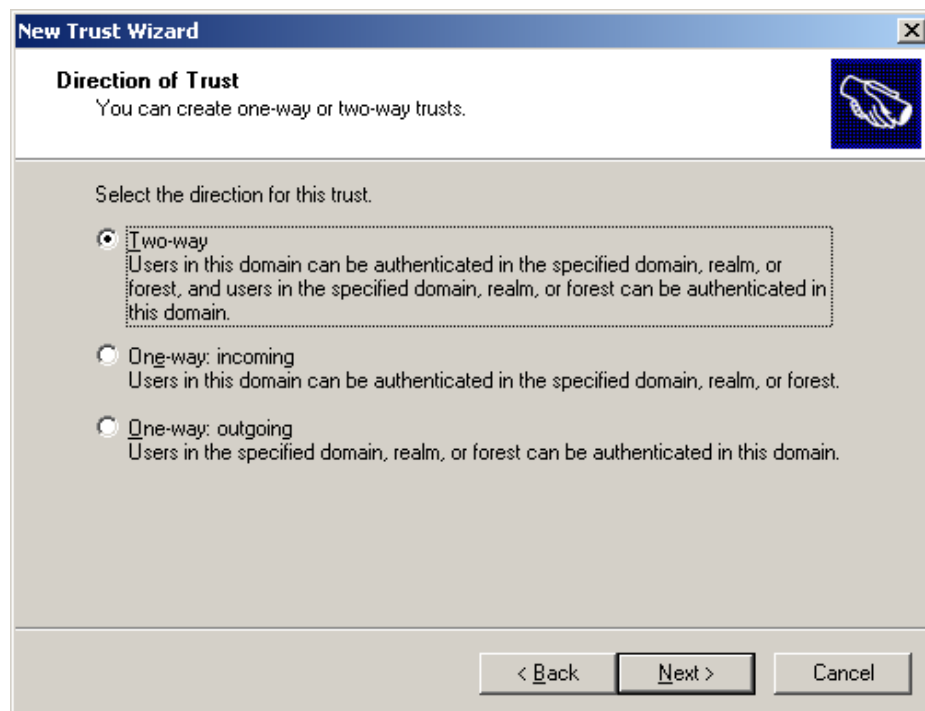 New Trust Wizard
Direction of Trust
You can create one-way or two-way trusts.
Select the direction for this trust.
Two-way
Users in this domain can be authenticated in the specified domain, realm, or
forest, and users in the specified domain, realm, or forest can be authenticated in
this domain.
One-way: incoming
Users in this domain can be authenticated in the specified domain, realm, or forest.
One-way: outgoing
Users in the specified domain, realm, or forest can be authenticated in this domain.
< Back Next > Cancel